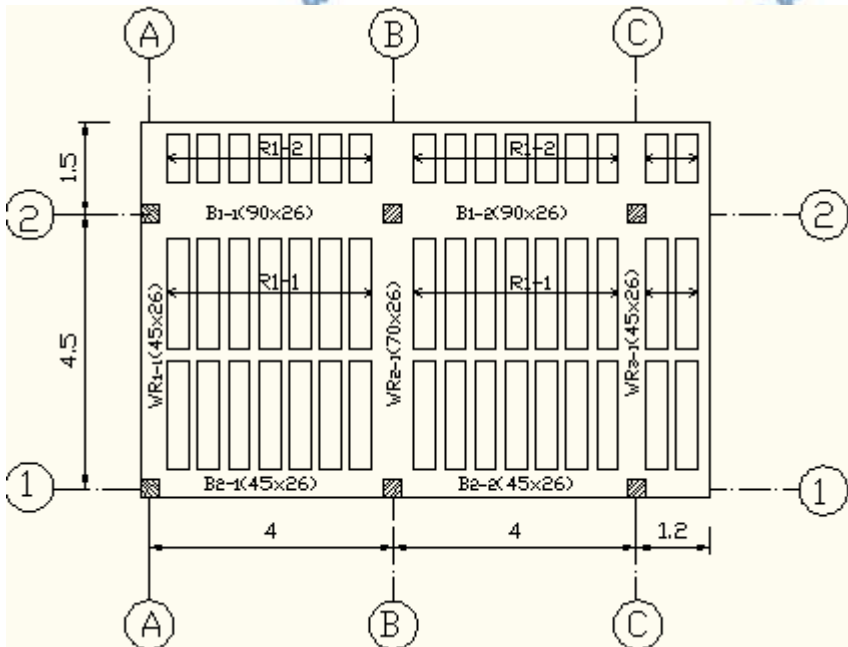 A B C
R1-2 R1-2
1.5
2 B1-1(90x26) B1-2(90x26) 2
R1-1 R1-1
WR1-1(45x26) WR2-1(70x26) WR3-1(45x26)
4.5
1 B2-1(45x26) B2-2(45x26) 1
4 4 1.2
A B C